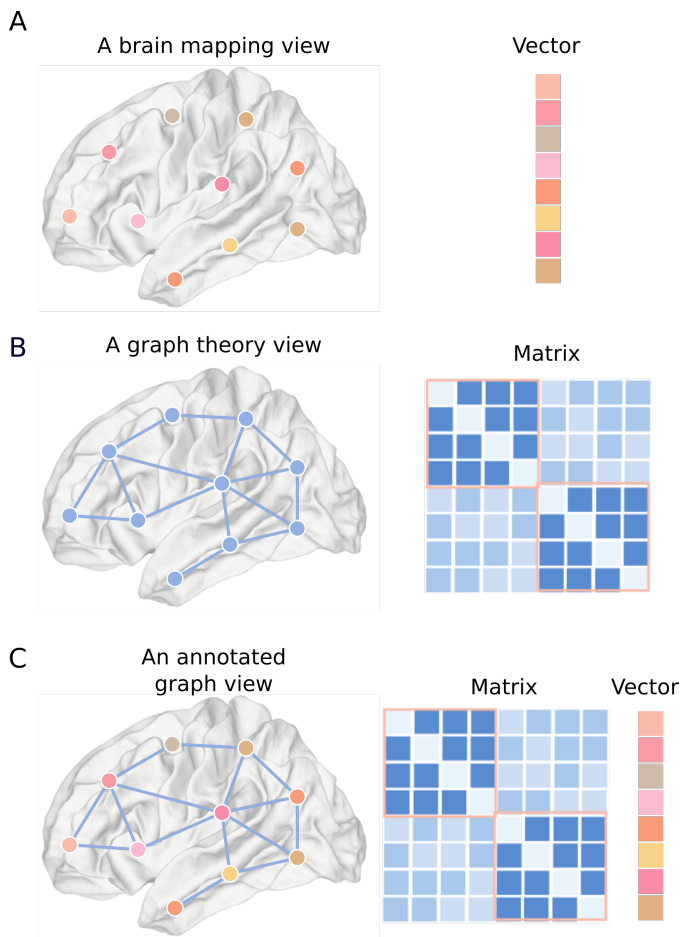 A
A brain mapping view
Vector
B
A graph theory view
Matrix
C
An annotated
graph view
Matrix
Vector